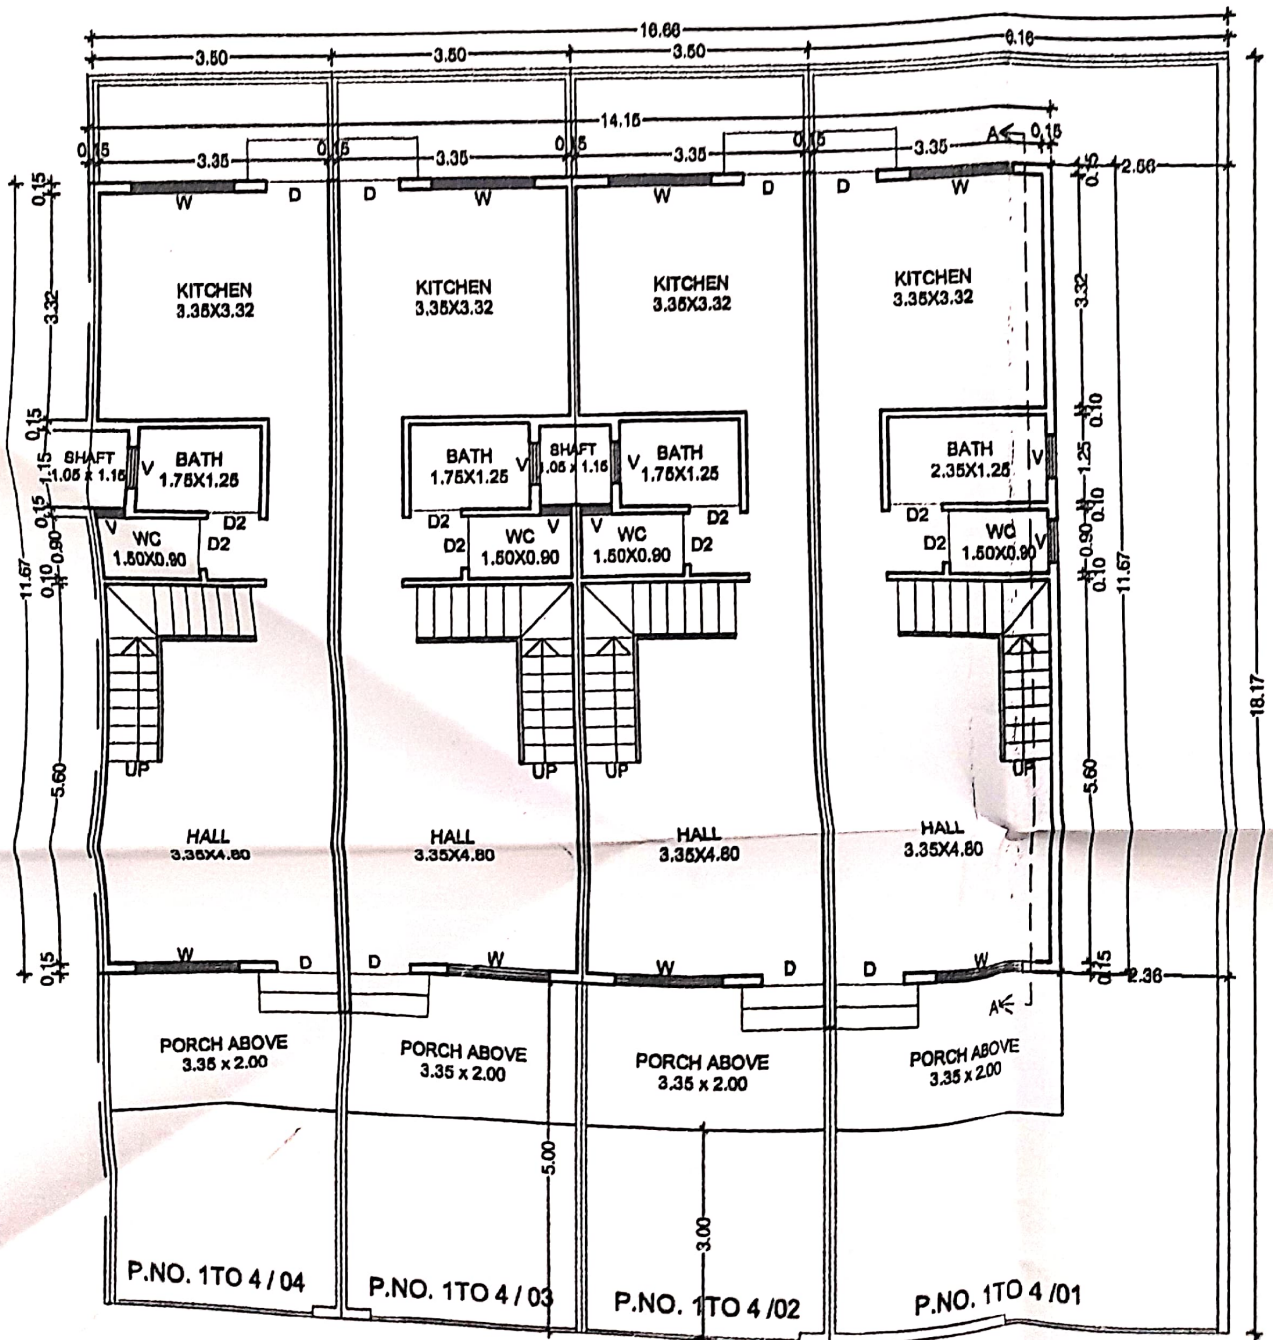 16.66
3.50
3.50
3.50
6.16
14.15
0.15
3.35
0.15
3.35
0.15
3.35
0.15
3.35
A
0.15
0.15
W
D
D
W
W
D
D
W
0.15
2.66
3.32
KITCHEN
3.35X3.32
KITCHEN
3.35X3.32
KITCHEN
3.35X3.32
KITCHEN
3.35X3.32
3.32
0.15
1.15
SHAFT
1.05 x 1.15
V
BATH
1.75X1.25
BATH
1.75X1.25
V
SHAFT
1.05 x 1.15
V
BATH
1.75X1.25
BATH
2.35X1.25
V
0.10
1.25
0.15
V
D2
D2
V
D2
D2
0.10
0.90
WC
1.50X0.90
D2
D2
WC
1.50X0.90
WC
1.50X0.90
D2
D2
WC
1.50X0.90
V
0.90
11.67
0.10
0.10
11.67
18.17
UP
UP
UP
UP
5.60
5.60
HALL
3.35X4.80
HALL
3.35X4.80
HALL
3.35X4.80
HALL
3.35X4.80
0.15
W
D
D
W
W
D
D
W
0.15
2.36
A
PORCH ABOVE
3.35 x 2.00
PORCH ABOVE
3.35 x 2.00
PORCH ABOVE
3.35 x 2.00
PORCH ABOVE
3.35 x 2.00
5.00
3.00
P.NO. 1TO 4 / 04
P.NO. 1TO 4 / 03
P.NO. 1TO 4 /02
P.NO. 1TO 4 /01